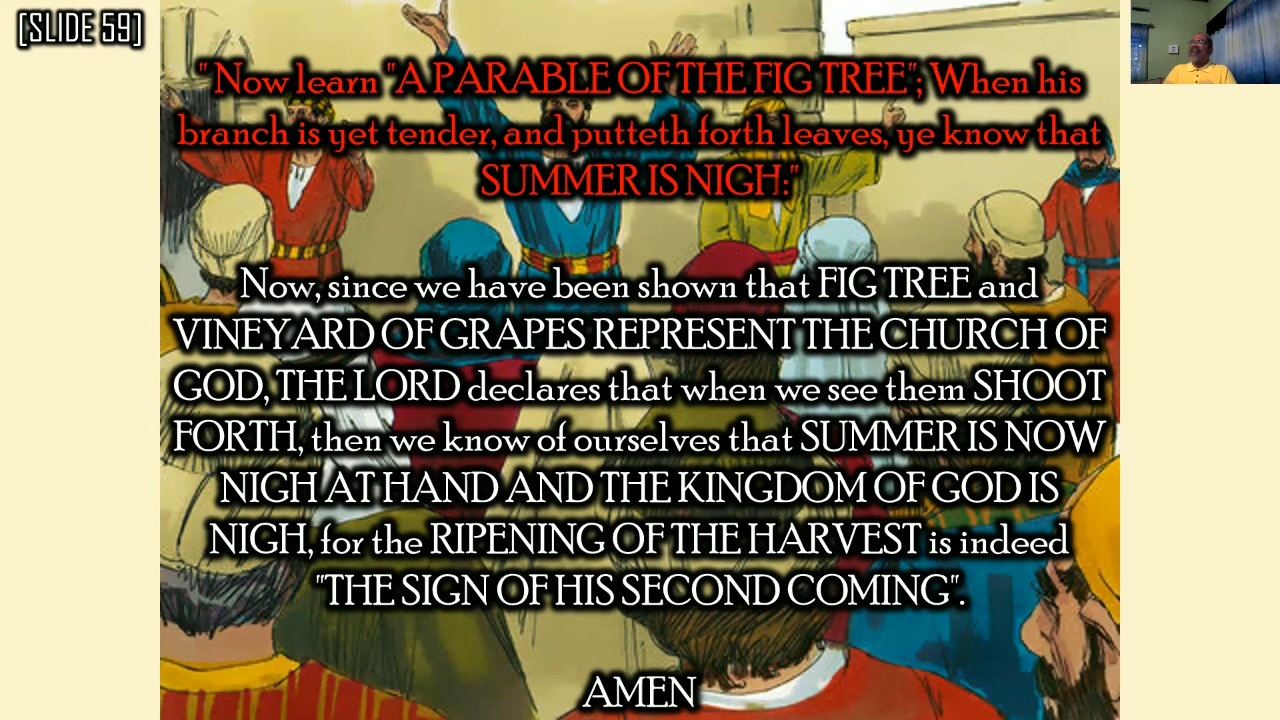 [SLIDE 59]
" Now learn "A PARABLE OF THE FIG TREE"; When his
branch is yet tender, and putteth forth leaves, ye know that
SUMMER IS NIGH:"
Now, since we have been shown that FIG TREE and
VINEYARD OF GRAPES REPRESENT THE CHURCH OF
GOD, THE LORD declares that when we see them SHOOT
FORTH, then we know of ourselves that SUMMER IS NOW
NIGH AT HAND AND THE KINGDOM OF GOD IS
NIGH, for the RIPENING OF THE HARVEST is indeed
"THE SIGN OF HIS SECOND COMING".
AMEN